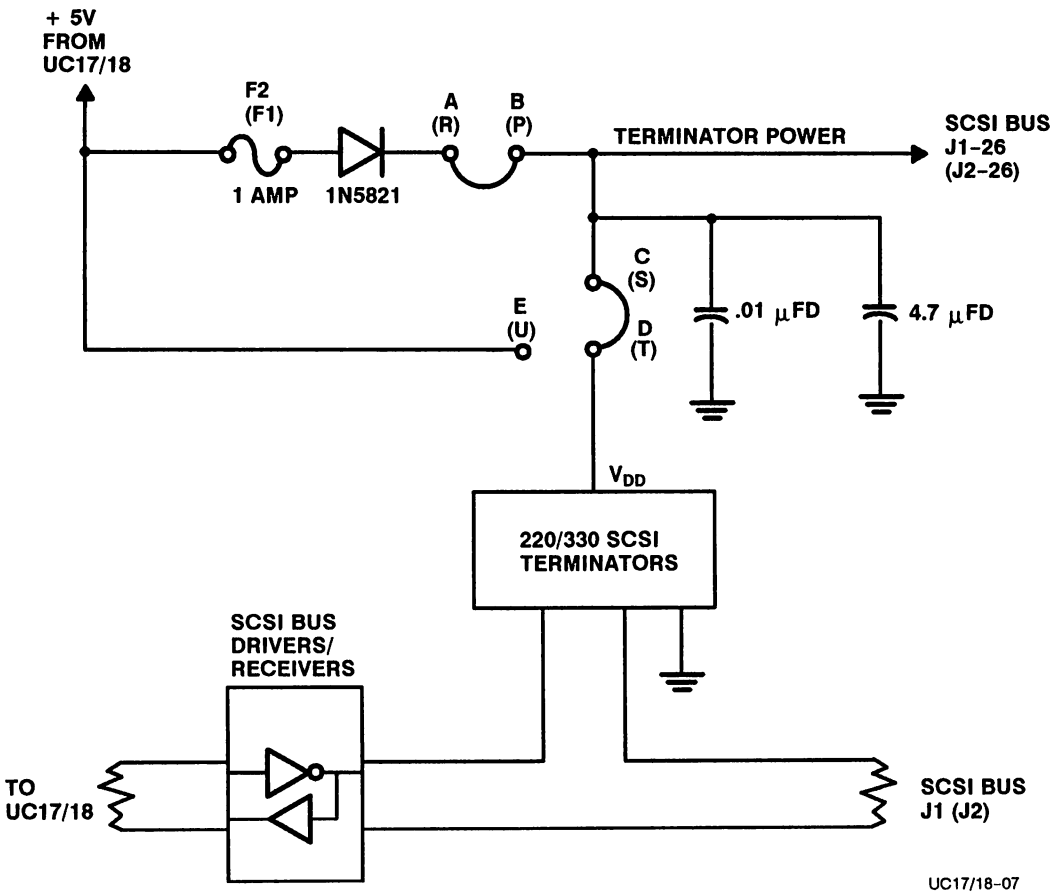 + 5V
FROM
UC17/18
F2
(F1)
1 AMP
1N5821
A
(R)
B
(P)
TERMINATOR POWER
SCSI BUS
J1-26
(J2-26)
C
(S)
D
(T)
E
(U)
.01 μFD
4.7 μFD
VDD
220/330 SCSI
TERMINATORS
SCSI BUS
DRIVERS/
RECEIVERS
TO
UC17/18
SCSI BUS
J1 (J2)
UC17/18-07